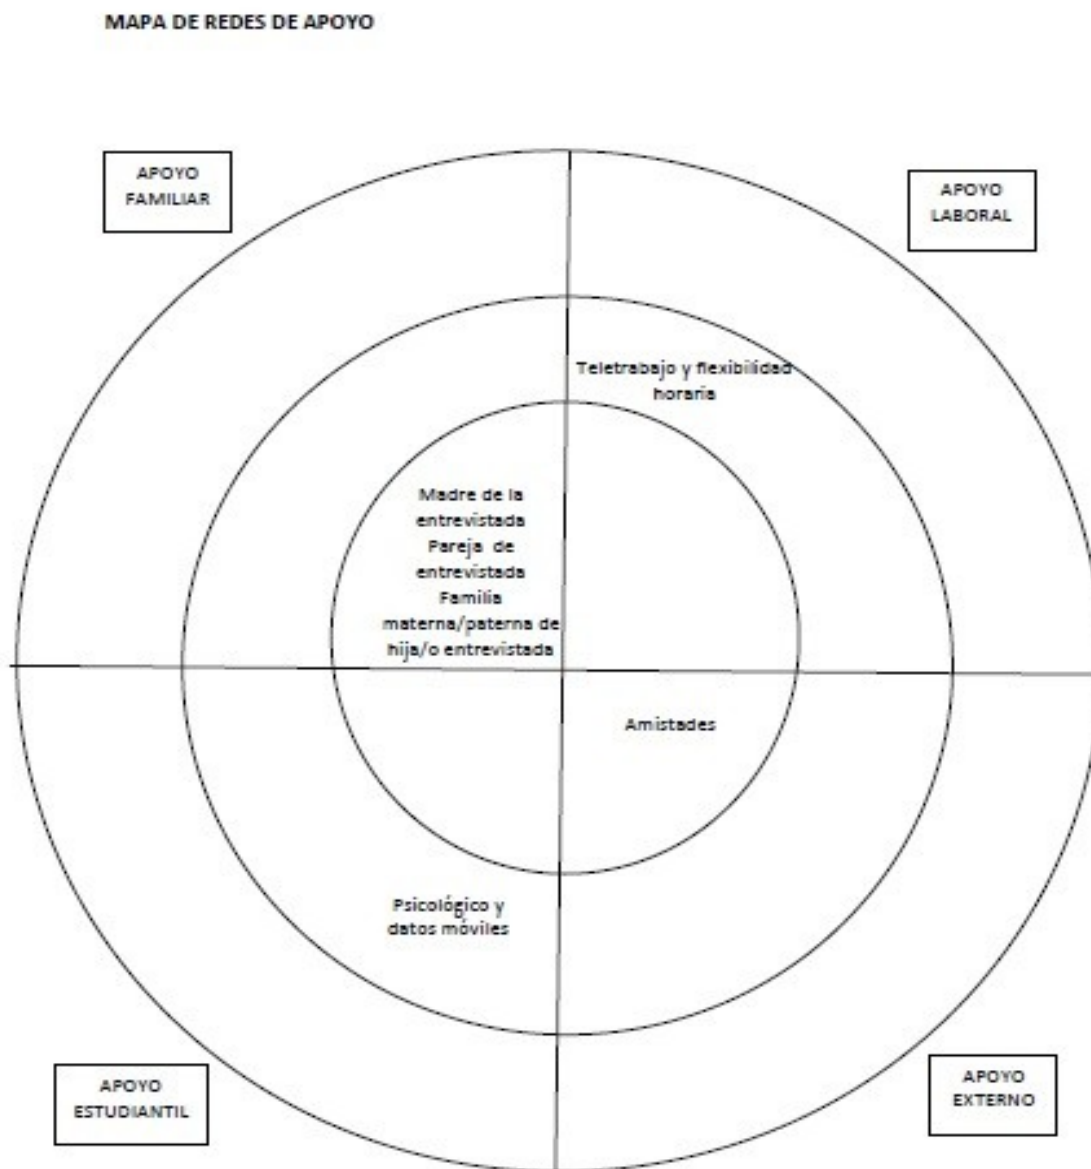 MAPA DE REDES DE APOYO
APOYO
FAMILIAR
APOYO
LABORAL
Teletrabajo y flexibilidad
horaria
Madre de la
entrevistada
Pareja de
entrevistada
Familia
materna/paterna de
hija/o entrevistada
Amistades
Psicológico y
datos móviles
APOYO
ESTUDIANTIL
APOYO
EXTERNO